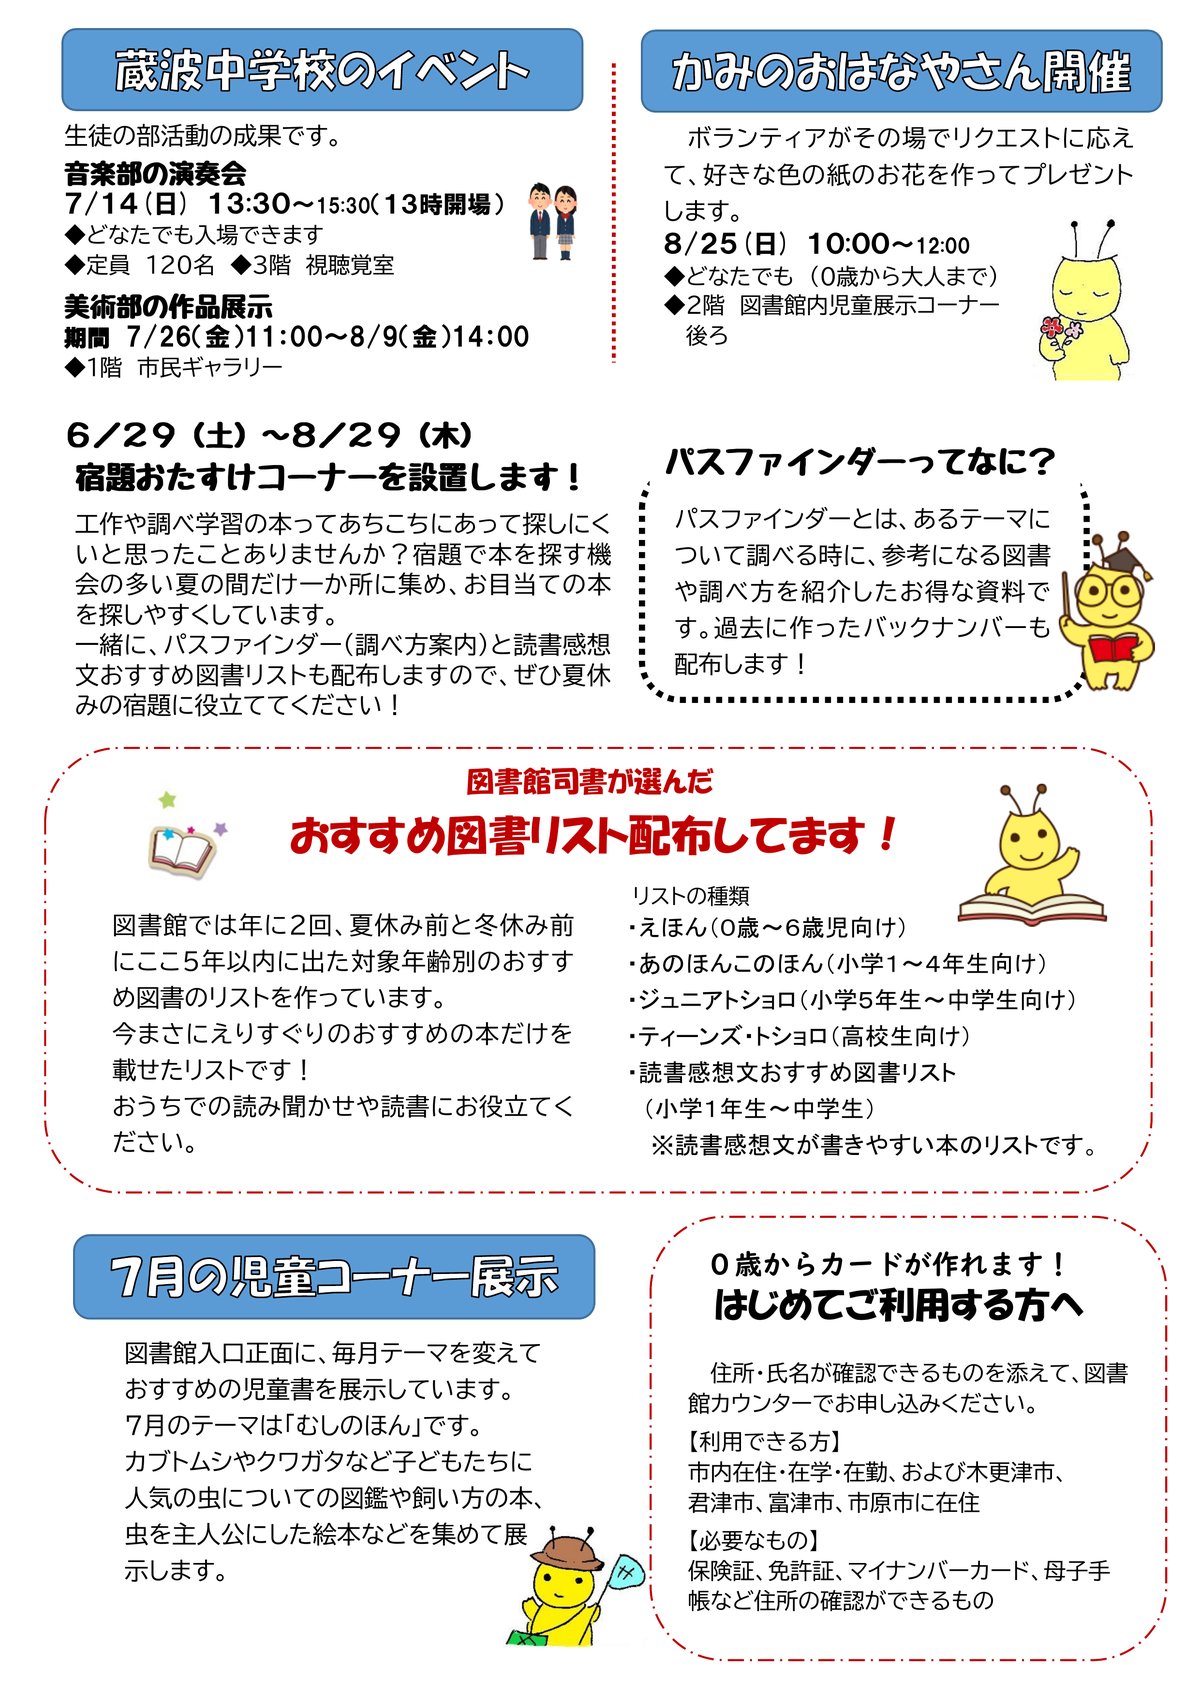 蔵波中学校のイベント
生徒の部活動の成果です。
音楽部の演奏会
7/14(日) 13:30～15:30(13時開場)
◆どなたでも入場できます
◆定員 120名 ◆3階 視聴覚室
美術部の作品展示
期間 7/26(金)11:00～8/9(金)14:00
◆1階 市民ギャラリー
かみのおはなやさん開催
ボランティアがその場でリクエストに応え
て、好きな色の紙のお花を作ってプレゼント
します。
8/25(日) 10:00～12:00
◆どなたでも (0歳から大人まで)
◆2階 図書館内児童展示コーナー
後ろ
6／29（土）～8／29（木）
宿題おたすけコーナーを設置します！
工作や調べ学習の本ってあちこちにあって探しにく
いと思ったことありませんか？宿題で本を探す機
会の多い夏の間だけ一か所に集め、お目当ての本
を探しやすくしています。
一緒に、パスファインダー(調べ方案内)と読書感想
文おすすめ図書リストも配布しますので、ぜひ夏休
みの宿題に役立ててください！
パスファインダーってなに？
パスファインダーとは、あるテーマに
ついて調べる時に、参考になる図書
や調べ方を紹介したお得な資料で
す。過去に作ったバックナンバーも
配布します！
図書館司書が選んだ
おすすめ図書リスト配布してます！
図書館では年に2回、夏休み前と冬休み前
にここ5年以内に出た対象年齢別のおすす
め図書のリストを作っています。
今まさにえりすぐりのおすすめの本だけを
載せたリストです！
おうちでの読み聞かせや読書にお役立てく
ださい。
リストの種類
・えほん(0歳～6歳児向け)
・あのほんこのほん(小学1～4年生向け)
・ジュニアトショロ(小学5年生～中学生向け)
・ティーンズ・トショロ(高校生向け)
・読書感想文おすすめ図書リスト
(小学1年生～中学生)
※読書感想文が書きやすい本のリストです。
7月の児童コーナー展示
図書館入口正面に、毎月テーマを変えて
おすすめの児童書を展示しています。
7月のテーマは「むしのほん」です。
カブトムシやクワガタなど子どもたちに
人気の虫についての図鑑や飼い方の本、
虫を主人公にした絵本などを集めて展
示します。
０歳からカードが作れます！
はじめてご利用する方へ
住所・氏名が確認できるものを添えて、図書
館カウンターでお申し込みください。
【利用できる方】
市内在住・在学・在勤、および木更津市、
君津市、富津市、市原市に在住
【必要なもの】
保険証、免許証、マイナンバーカード、母子手
帳など住所の確認ができるもの